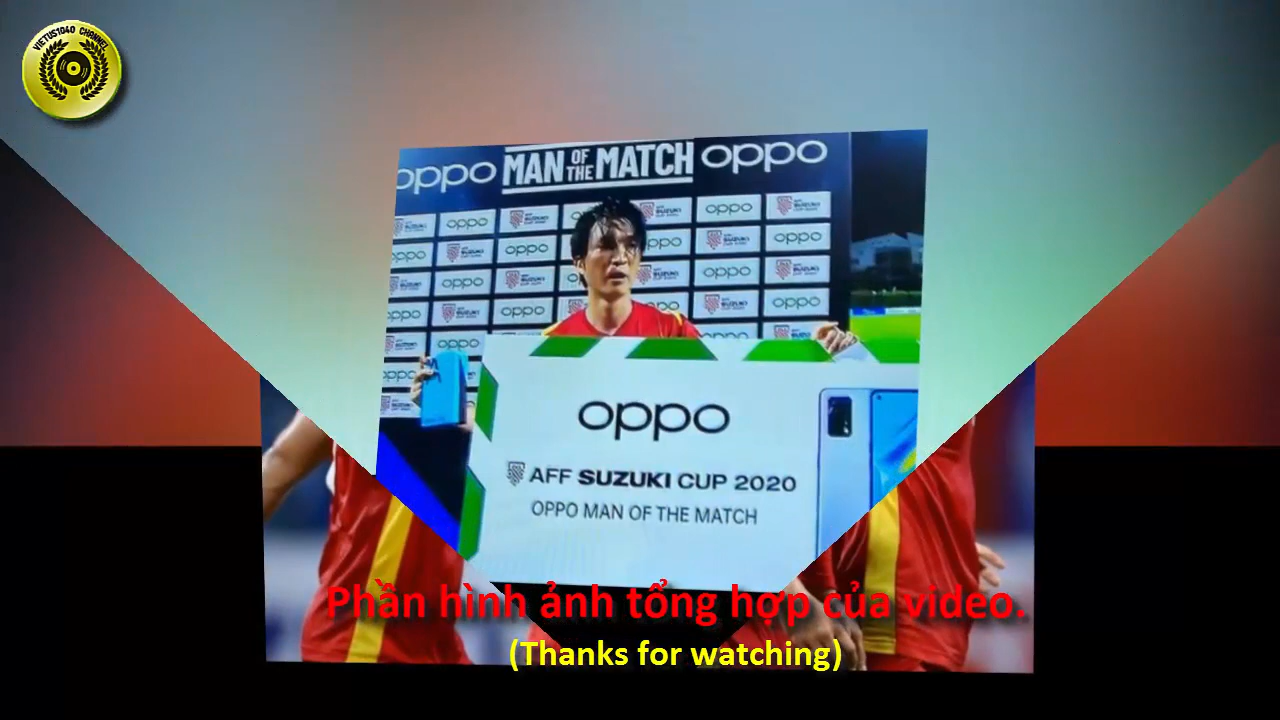 VIETUS1040 CHANNEL
oppo MAN OF THE MATCH oppo
oppo
AFF SUZUKI CUP 2020
OPPO MAN OF THE MATCH
Phần hình ảnh tổng hợp của video.
(Thanks for watching)